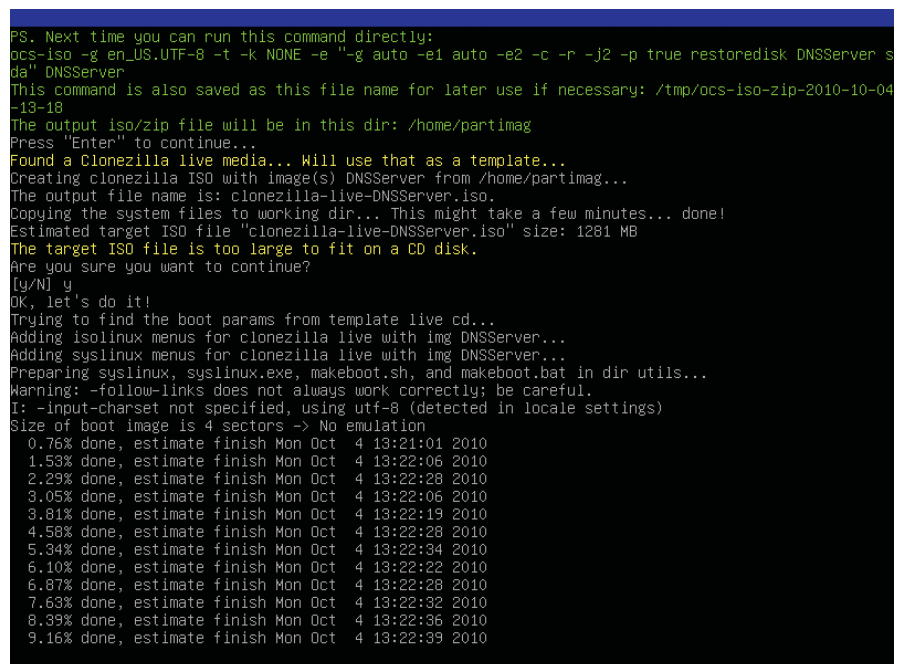 PS. Next time you can run this command directly:
ocs-iso -g en_US.UTF-8 -t -k NONE -e "-g auto -e1 auto -e2 -c -r -j2 -p true restoredisk DNSServer s
da" DNSServer
This command is also saved as this file name for later use if necessary: /tmp/ocs-iso-zip-2010-10-04
-13-18
The output iso/zip file will be in this dir: /home/partimag
Press "Enter" to continue...
Found a Clonezilla live media... Will use that as a template...
Creating clonezilla ISO with image(s) DNSServer from /home/partimag...
The output file name is: clonezilla-live-DNSServer.iso.
Copying the system files to working dir... This might take a few minutes... done!
Estimated target ISO file "clonezilla-live-DNSServer.iso" size: 1281 MB
The target ISO file is too large to fit on a CD disk.
Are you sure you want to continue?
[y/N] y
OK, let's do it!
Trying to find the boot params from template live cd...
Adding isolinux menus for clonezilla live with img DNSServer...
Adding syslinux menus for clonezilla live with img DNSServer...
Preparing syslinux, syslinux.exe, makeboot.sh, and makeboot.bat in dir utils...
Warning: -follow-links does not always work correctly; be careful.
I: -input-charset not specified, using utf-8 (detected in locale settings)
Size of boot image is 4 sectors -> No emulation
0.76% done, estimate finish Mon Oct  4 13:21:01 2010
1.53% done, estimate finish Mon Oct  4 13:22:06 2010
2.29% done, estimate finish Mon Oct  4 13:22:28 2010
3.05% done, estimate finish Mon Oct  4 13:22:06 2010
3.81% done, estimate finish Mon Oct  4 13:22:19 2010
4.58% done, estimate finish Mon Oct  4 13:22:28 2010
5.34% done, estimate finish Mon Oct  4 13:22:34 2010
6.10% done, estimate finish Mon Oct  4 13:22:22 2010
6.87% done, estimate finish Mon Oct  4 13:22:28 2010
7.63% done, estimate finish Mon Oct  4 13:22:32 2010
8.39% done, estimate finish Mon Oct  4 13:22:36 2010
9.16% done, estimate finish Mon Oct  4 13:22:39 2010